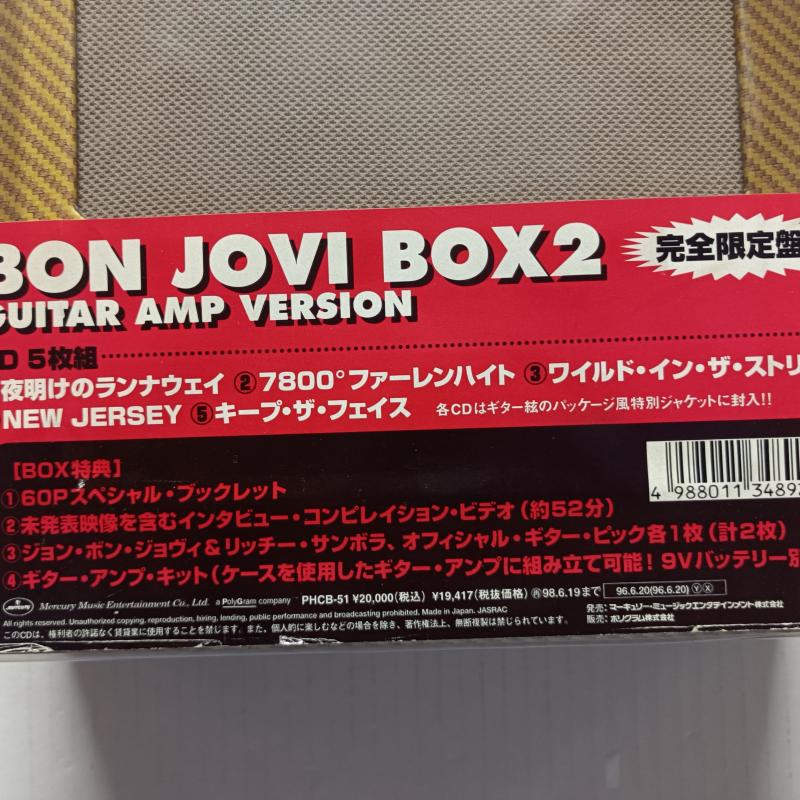 BON JOVI BOX2
完全限定盤
GUITAR AMP VERSION
D 5枚組
夜明けのランナウェイ ②7800°ファーレンハイト ③ワイルド・イン・ザ・ストリ
NEW JERSEY ⑤キープ・ザ・フェイス 各CDはギター絃のパッケージ風特別ジャケットに封入!!
[BOX特典]
①60Pスペシャル・ブックレット
②未発表映像を含むインタビュー・コンピレイション・ビデオ(約52分)
③ジョン・ボン・ジョヴィ&リッチー・サンボラ、オフィシャル・ギター・ピック各1枚(計2枚)
④ギター・アンプ・キット(ケースを使用したギター・アンプに組み立て可能! 9Vバッテリー別
4 988011 34893
MERCURY Mercury Music Entertainment Co., Ltd. a PolyGram company PHCB-51 ¥20,000(税込) ¥19,417(税抜価格) 98.6.19まで 96.6.20(96.6.20) Ⓨ Ⓧ
All rights reserved. Unauthorized copying, reproduction, hiring, lending, public performance and broadcasting prohibited. Made in Japan. JASRAC
発売:マーキュリー・ミュージックエンタテインメント株式会社
このCDは、権利者の許諾なく賃貸業に使用することを禁じます。また、個人的に楽しむなどの場合を除き、著作権法上、無断複製は禁じられています。
販売:ポリグラム株式会社